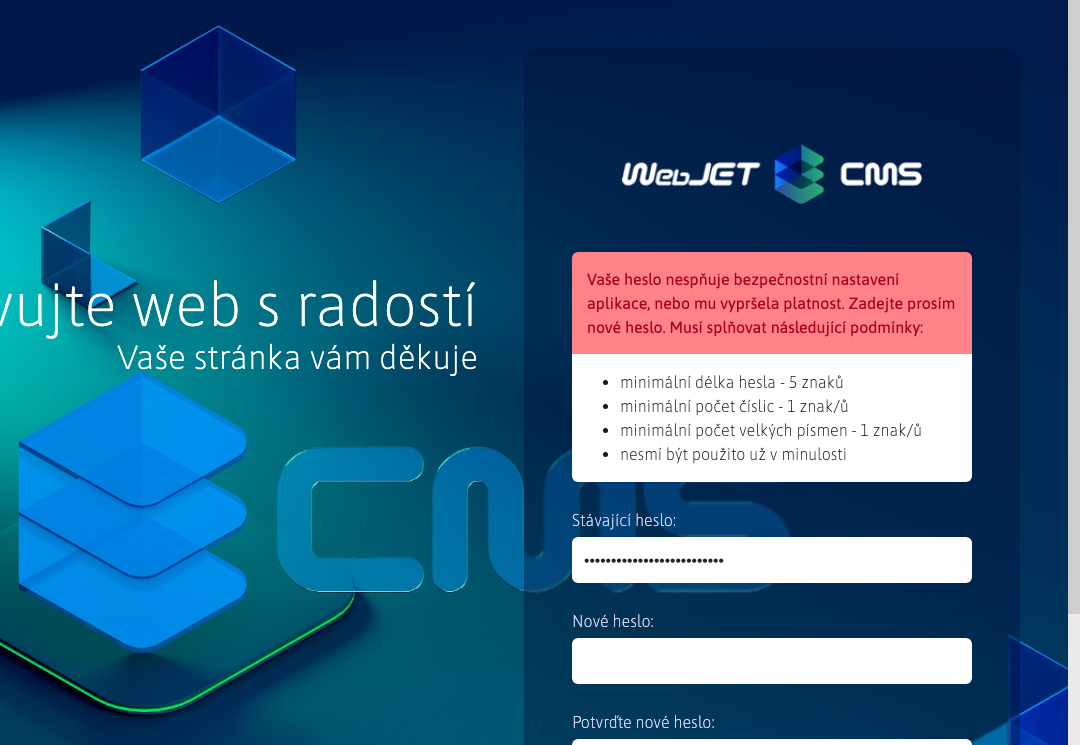 WebJET CMS
Vaše heslo nespňuje bezpečnostní nastavení
aplikace, nebo mu vypršela platnost. Zadejte prosím
nové heslo. Musí splňovat následující podmínky:
minimální délka hesla - 5 znaků
minimální počet číslic - 1 znak/ů
minimální počet velkých písmen - 1 znak/ů
nesmí být použito už v minulosti
vujte web s radostí
Vaše stránka vám děkuje
CMS
Stávající heslo:
Nové heslo:
Potvrďte nové heslo: